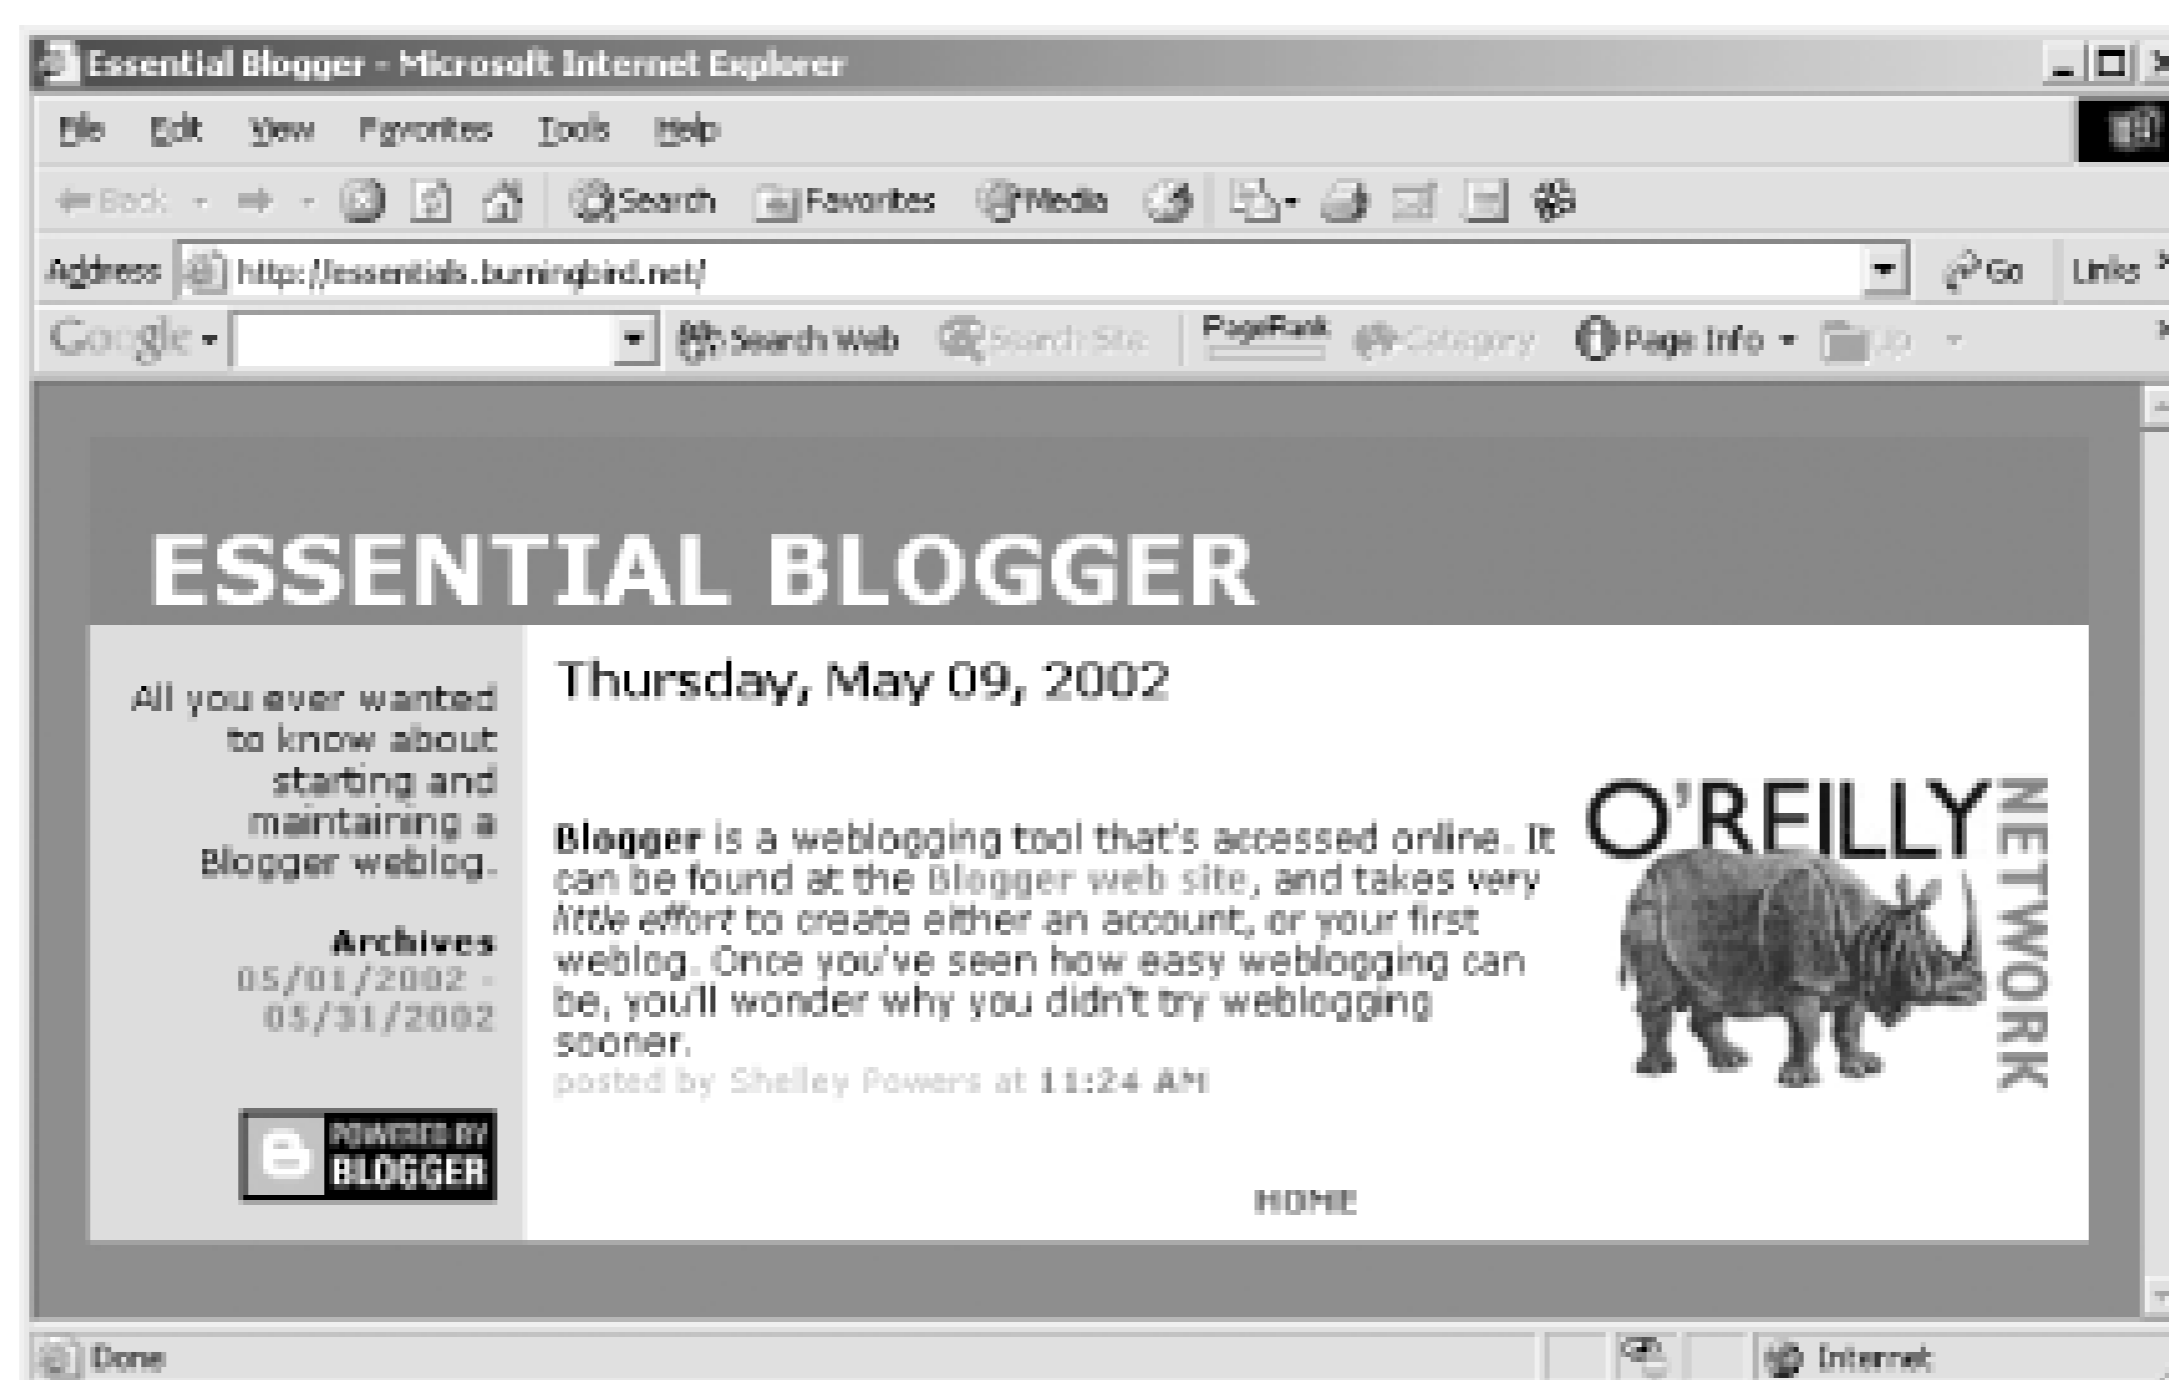 Essential Blogger - Microsoft Internet Explorer
File Edit View Favorites Tools Help
Back Search Favorites Media
Address http://essentials.burningbird.net/ Go Links
Google Search Web Search Site PageRank Category Page Info Up
ESSENTIAL BLOGGER
All you ever wanted
to know about
starting and
maintaining a
Blogger weblog.
Archives
05/01/2002 -
05/31/2002
POWERED BY
BLOGGER
Thursday, May 09, 2002
Blogger is a weblogging tool that's accessed online. It
can be found at the Blogger web site, and takes very
little effort to create either an account, or your first
weblog. Once you've seen how easy weblogging can
be, you'll wonder why you didn't try weblogging
sooner.
posted by Shelley Powers at 11:24 AM
O'REILLY
NETWORK
HOME
Done Internet